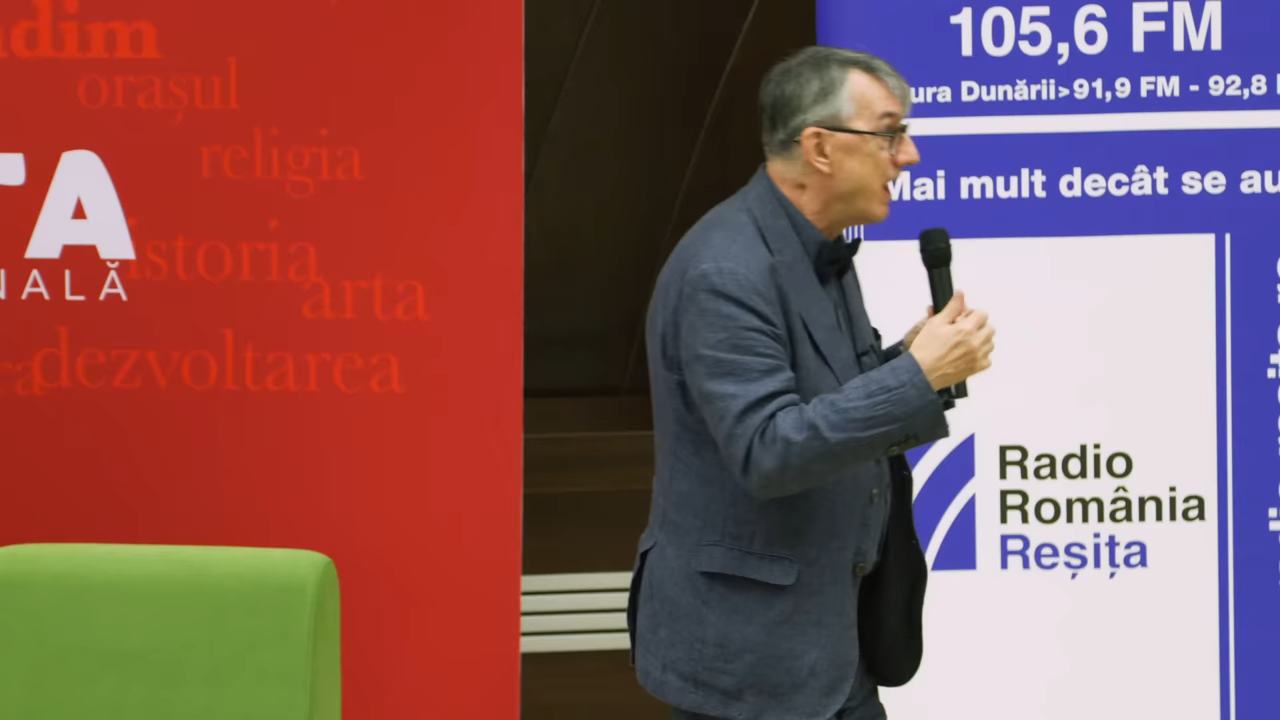 adim
orașul
religia
TA
NALĂ
istoria
arta
dezvoltarea
105,6 FM
ura Dunării>91,9 FM - 92,8
Mai mult decât se au
Radio
România
Reșița